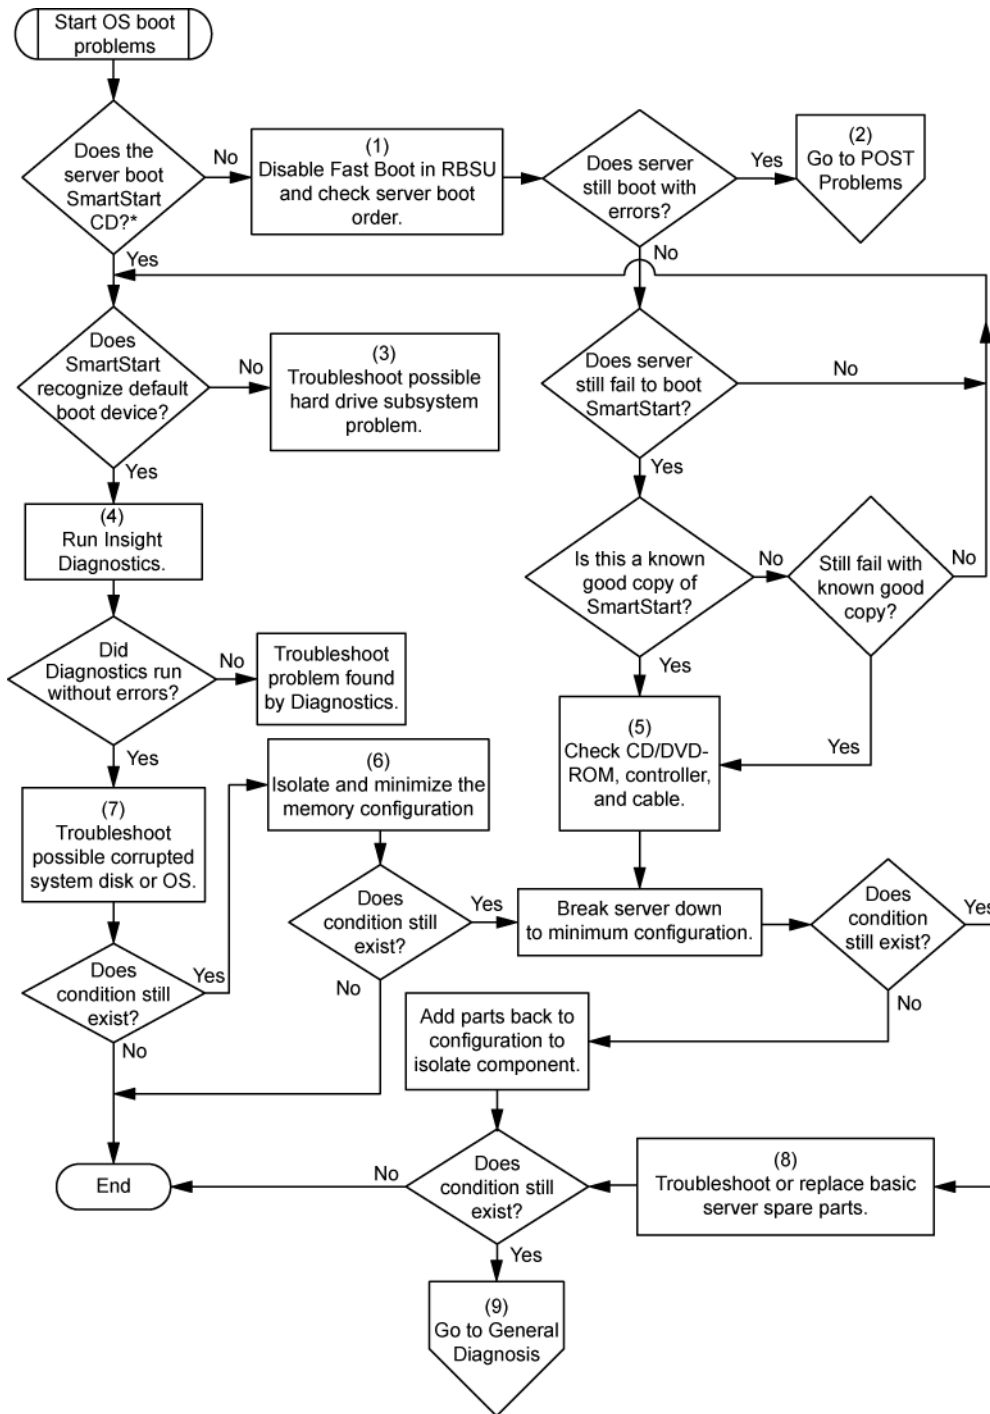 Start OS boot
problems
Does the
server boot
SmartStart
CD?*
No
Yes
(1)
Disable Fast Boot in RBSU
and check server boot
order.
Does server
still boot with
errors?
Yes
No
(2)
Go to POST
Problems
Does
SmartStart
recognize default
boot device?
No
Yes
(3)
Troubleshoot possible
hard drive subsystem
problem.
Does server
still fail to boot
SmartStart?
No
Yes
(4)
Run Insight
Diagnostics.
Is this a known
good copy of
SmartStart?
No
Yes
Still fail with
known good
copy?
No
Yes
Did
Diagnostics run
without errors?
No
Yes
Troubleshoot
problem found
by Diagnostics.
(5)
Check CD/DVD-
ROM, controller,
and cable.
(6)
Isolate and minimize the
memory configuration
(7)
Troubleshoot
possible corrupted
system disk or OS.
Does
condition still
exist?
Yes
No
Does
condition still
exist?
Yes
No
Break server down
to minimum configuration.
Does
condition still
exist?
Yes
No
Add parts back to
configuration to
isolate component.
End
No
Does
condition still
exist?
Yes
(8)
Troubleshoot or replace basic
server spare parts.
(9)
Go to General
Diagnosis